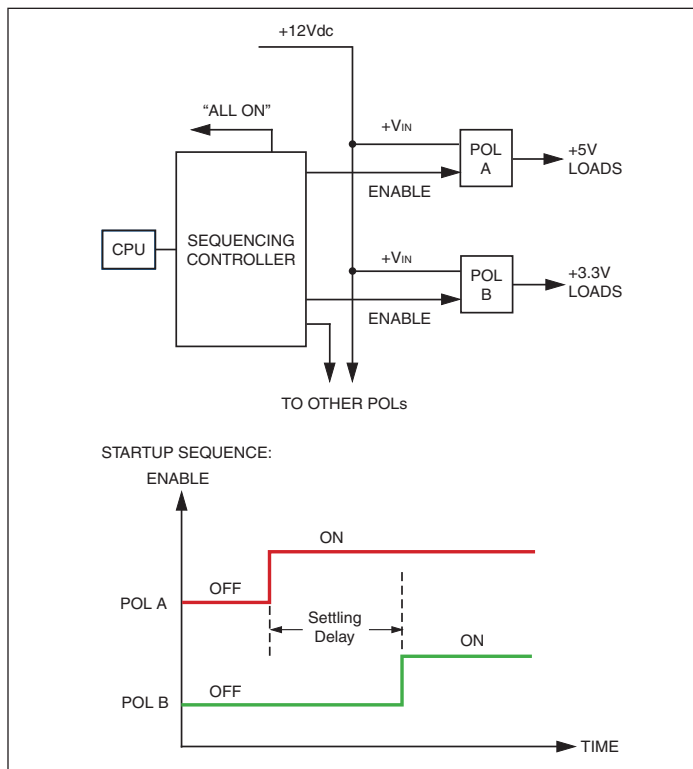 +12Vdc
“ALL ON”
+VIN
POL
A
+5V
LOADS
ENABLE
CPU
SEQUENCING
CONTROLLER
+VIN
POL
B
+3.3V
LOADS
ENABLE
TO OTHER POLs
STARTUP SEQUENCE:
ENABLE
ON
OFF
POL A
Settling
Delay
ON
OFF
POL B
TIME